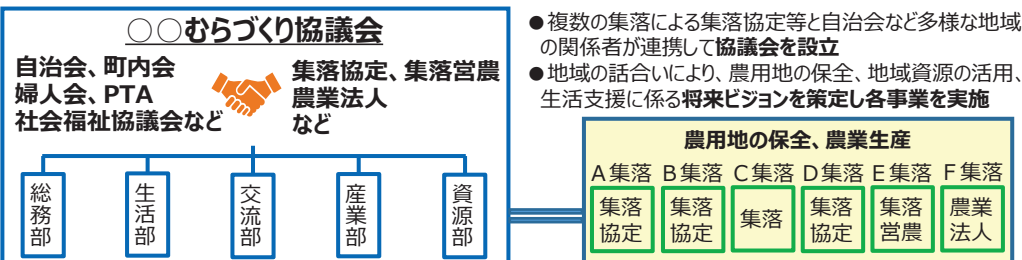 ○○むらづくり協議会
自治会、町内会
婦人会、PTA
社会福祉協議会など
集落協定、集落営農
農業法人
など
総務部
生活部
交流部
産業部
資源部
●複数の集落による集落協定等と自治会など多様な地域
の関係者が連携して協議会を設立
●地域の話合いにより、農用地の保全、地域資源の活用、
生活支援に係る将来ビジョンを策定し各事業を実施
農用地の保全、農業生産
A集落 B集落 C集落 D集落 E集落 F集落
集落
協定
集落
協定
集落
集落
協定
集落
営農
農業
法人